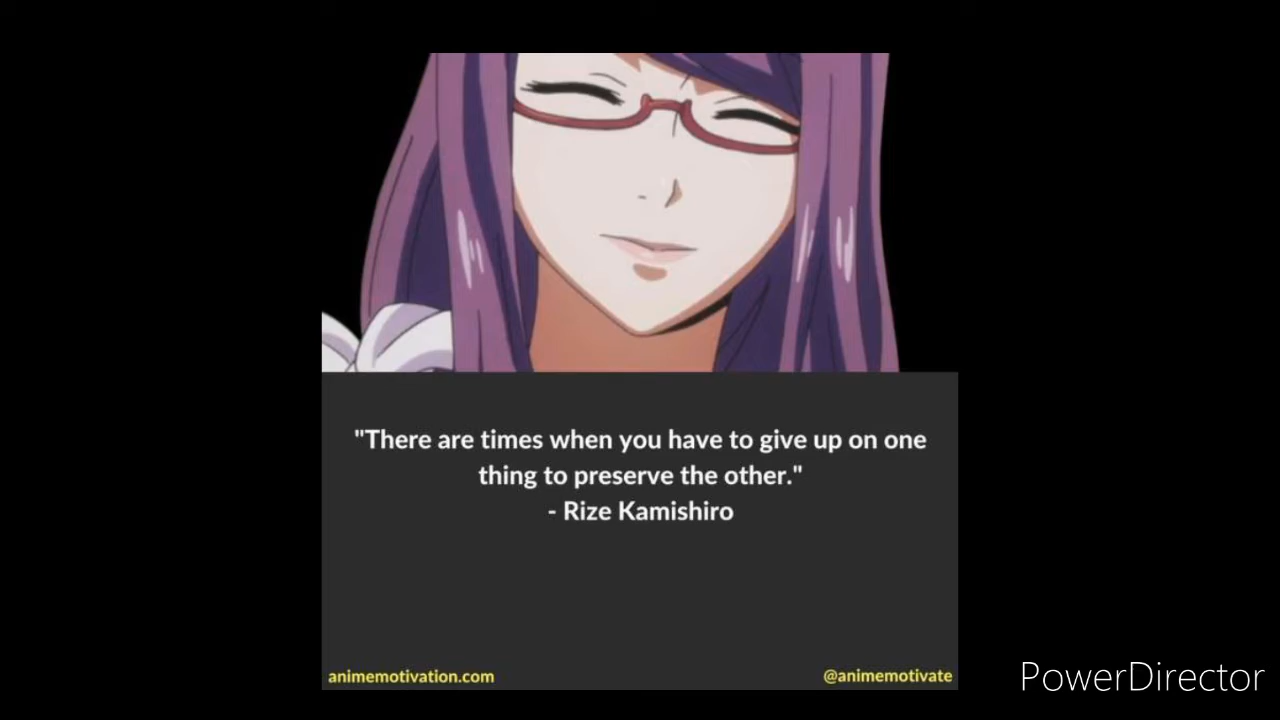 "There are times when you have to give up on one
thing to preserve the other."
- Rize Kamishiro
animemotivation.com
@animemotivate
PowerDirector